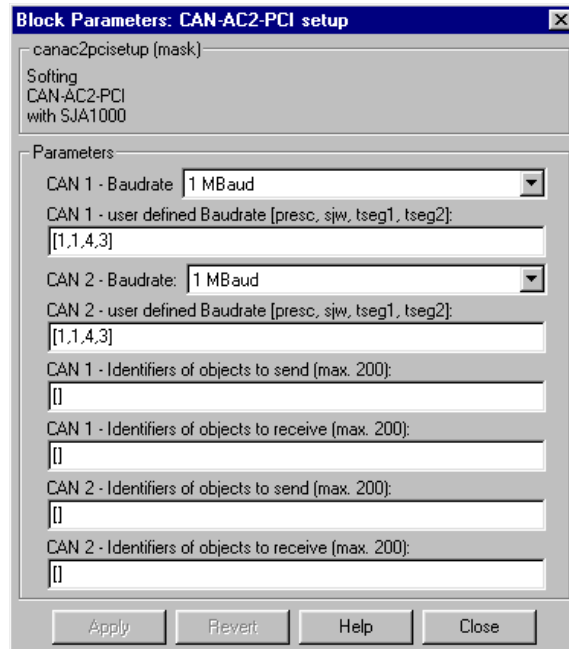 Block Parameters: CAN-AC2-PCI setup
canac2pcisetup (mask)
Softing
CAN-AC2-PCI
with SJA1000
Parameters
CAN 1 - Baudrate 1 MBaud
CAN 1 - user defined Baudrate [presc, sjw, tseg1, tseg2]:
[1,1,4,3]
CAN 2 - Baudrate: 1 MBaud
CAN 2 - user defined Baudrate [presc, sjw, tseg1, tseg2]:
[1,1,4,3]
CAN 1 - Identifiers of objects to send (max. 200):
[]
CAN 1 - Identifiers of objects to receive (max. 200):
[]
CAN 2 - Identifiers of objects to send (max. 200):
[]
CAN 2 - Identifiers of objects to receive (max. 200):
[]
Apply Revert Help Close